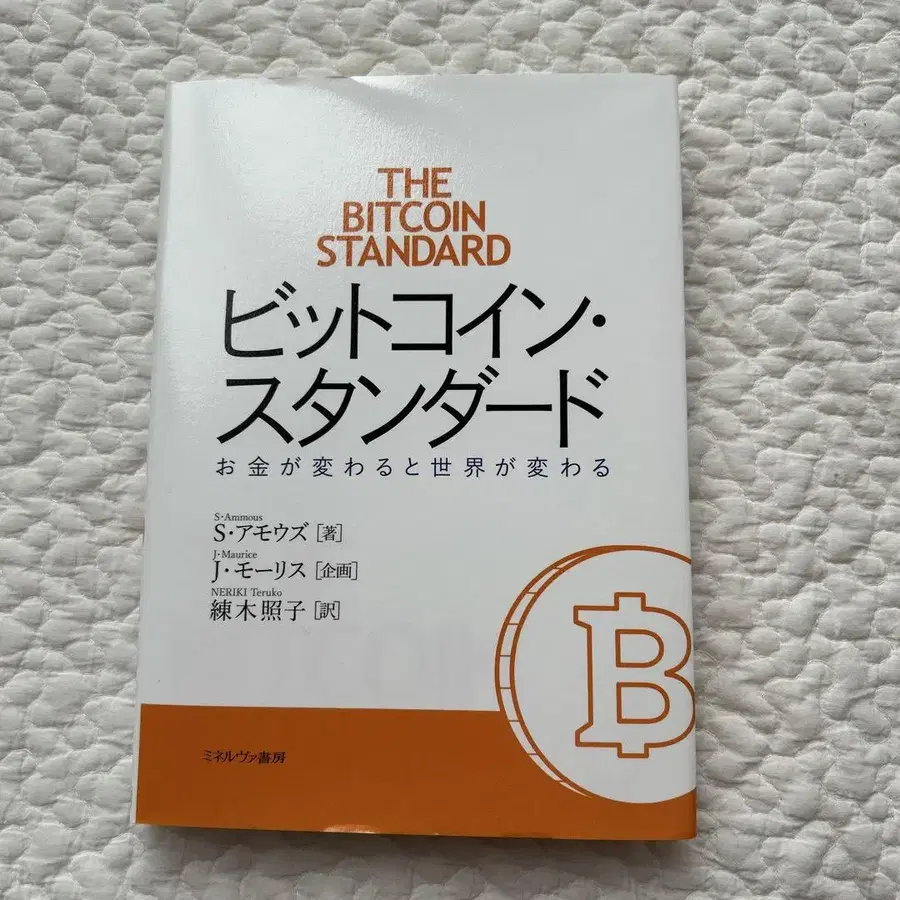 THE
BITCOIN
STANDARD
ビットコイン・
スタンダード
お金が変わると世界が変わる
S・Ammous
S・アモウズ［著］
J・Maurice
J・モーリス［企画］
NERIKI Teruko
練木照子［訳］
B
ミネルヴァ書房